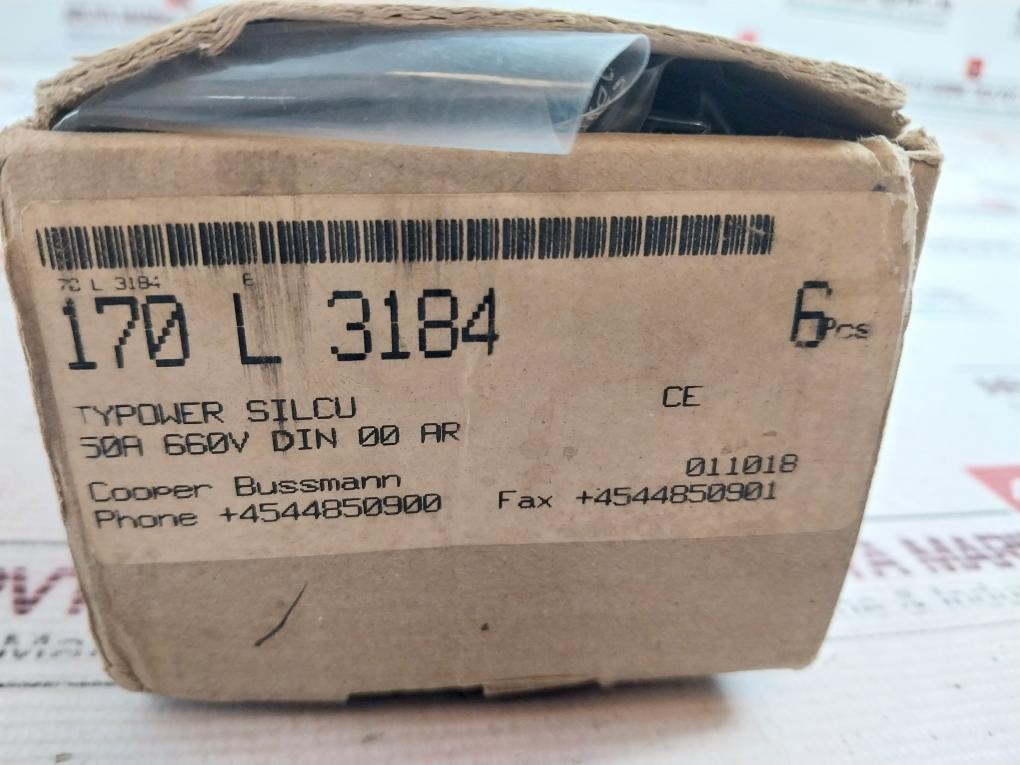 70 L 3184 6
170 L 3184 6 Pcs
TYPOWER SILCU CE
50A 660V DIN 00 AR
011018
Cooper Bussmann
Phone +4544850900 Fax +4544850901